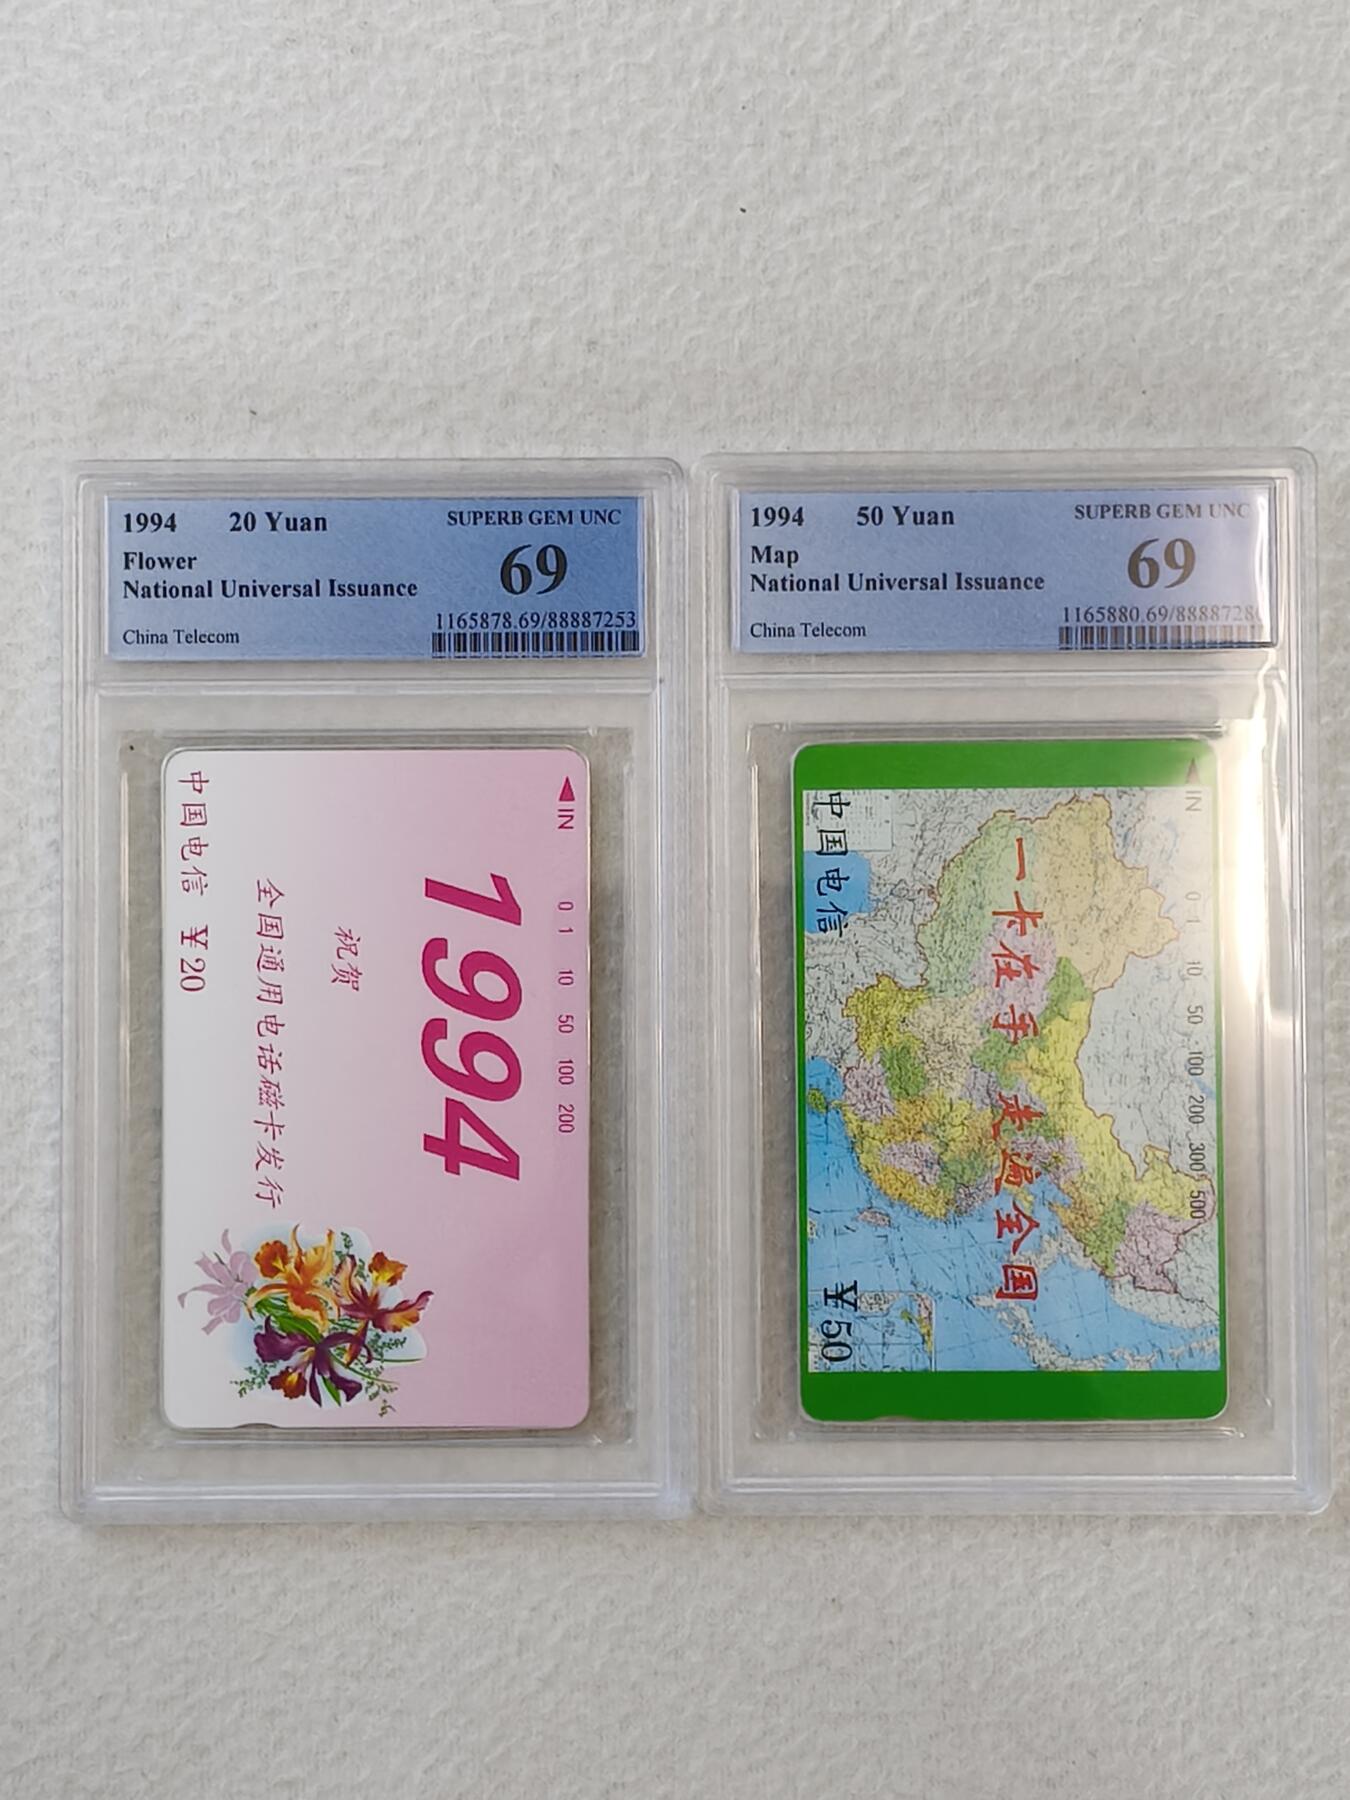 1994 20 Yuan SUPERB GEM UNC
Flower 69
National Universal Issuance
1165878.69/88887253
China Telecom
◀IN 0 1 10 50 100 200
1994
祝贺
全国通用电话磁卡发行
中国电信 ¥20
1994 50 Yuan SUPERB GEM UNC
Map 69
National Universal Issuance
China Telecom
◀IN 0 1 10 50 100 200 300 500
一卡在手 走遍全国
中国电信 ¥50